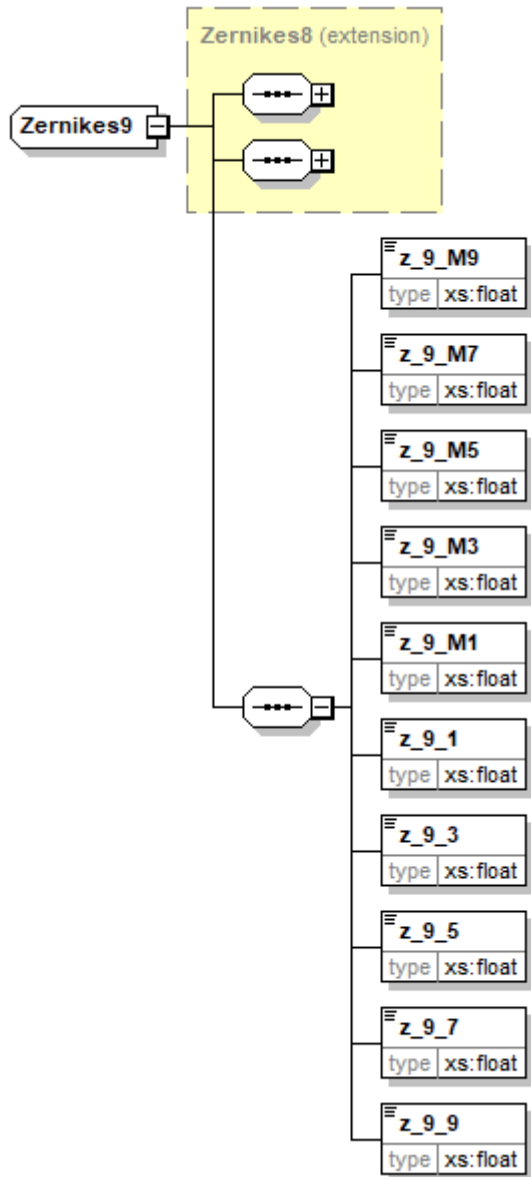 Zernikes8 (extension)
Zernikes9
z_9_M9
type xs:float
z_9_M7
type xs:float
z_9_M5
type xs:float
z_9_M3
type xs:float
z_9_M1
type xs:float
z_9_1
type xs:float
z_9_3
type xs:float
z_9_5
type xs:float
z_9_7
type xs:float
z_9_9
type xs:float